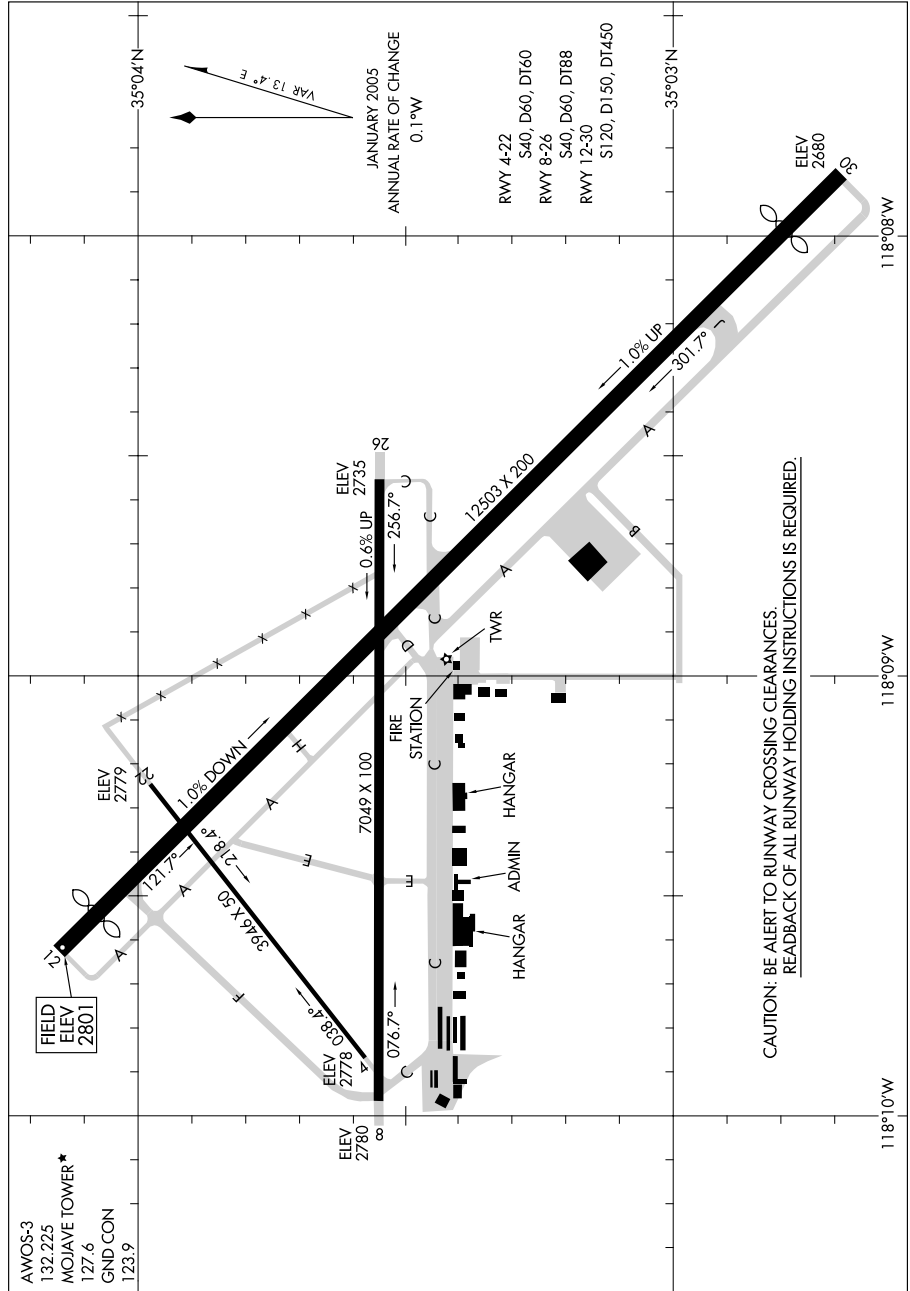 AWOS-3
132.225
MOJAVE TOWER★
127.6
GND CON
123.9
35°04'N
VAR 13.4° E
JANUARY 2005
ANNUAL RATE OF CHANGE
0.1°W
RWY 4-22
S40, D60, DT60
RWY 8-26
S40, D60, DT88
RWY 12-30
S120, D150, DT450
35°03'N
FIELD
ELEV
2801
12
A
121.7°
1.0% DOWN
ELEV
2779
22
218.4°
3946 X 50
038.4°
4
ELEV
2778
F
A
A
H
E
E
X
X
X
X
X
X
ELEV
2780
8
076.7°
7049 X 100
0.6% UP
256.7°
ELEV
2735
26
C
C
C
C
C
C
D
FIRE
STATION
TWR
HANGAR
ADMIN
HANGAR
A
B
12503 X 200
A
1.0% UP
301.7°
J
ELEV
2680
30
118°10'W
118°09'W
118°08'W
CAUTION: BE ALERT TO RUNWAY CROSSING CLEARANCES.
READBACK OF ALL RUNWAY HOLDING INSTRUCTIONS IS REQUIRED.